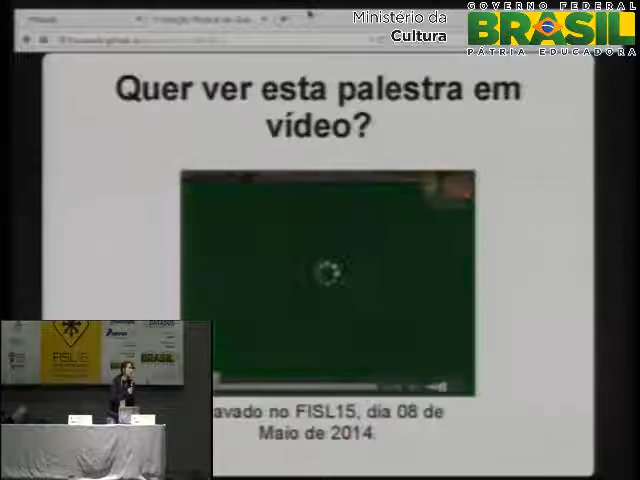 Ministério da
Cultura
GOVERNO FEDERAL
BRASIL
PÁTRIA EDUCADORA
Quer ver esta palestra em
vídeo?
avado no FISL15, dia 08 de
Maio de 2014.
FISL16
BRASIL